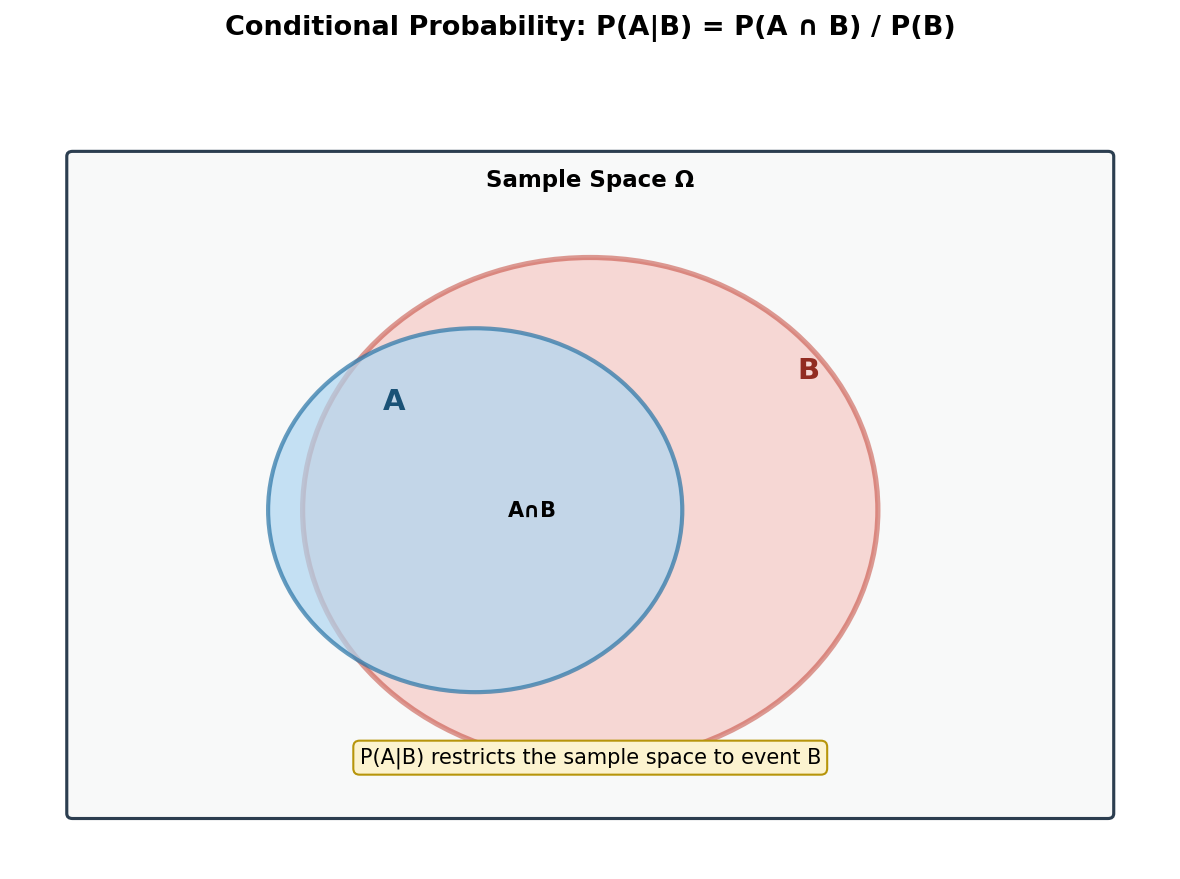 Conditional Probability: P(A|B) = P(A ∩ B) / P(B)
Sample Space Ω
B
A
A∩B
P(A|B) restricts the sample space to event B